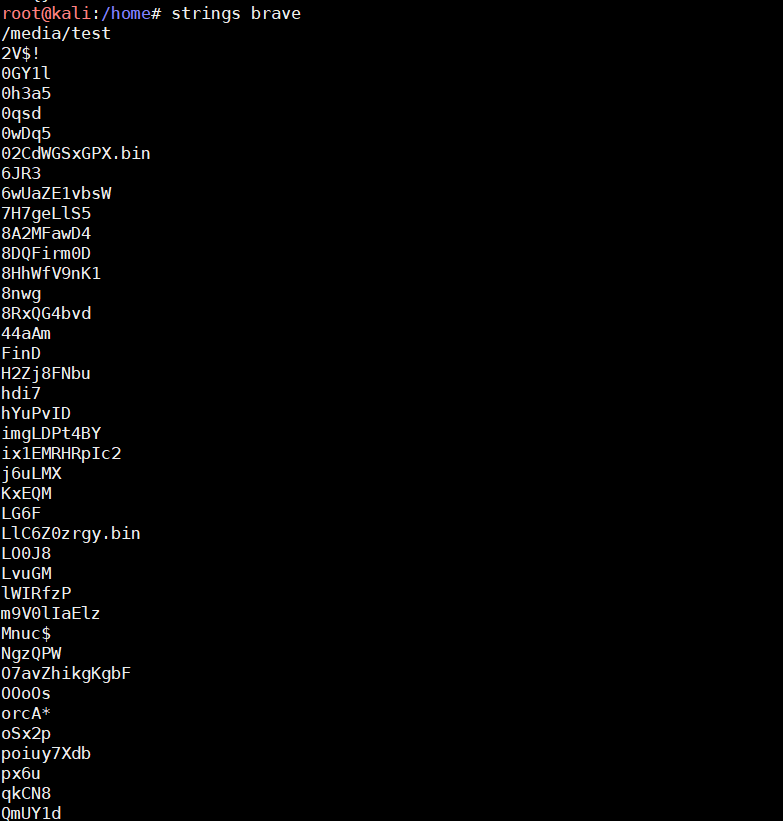 root@kali:/home# strings brave
/media/test
2V$!
0GY1l
0h3a5
0qsd
0wDq5
02CdWGSxGPX.bin
6JR3
6wUaZE1vbsW
7H7geLlS5
8A2MFawD4
8DQFirm0D
8HhWfV9nK1
8nwg
8RxQG4bvd
44aAm
FinD
H2Zj8FNbu
hdi7
hYuPvID
imgLDPt4BY
ix1EMRHRpIc2
j6uLMX
KxEQM
LG6F
LlC6Z0zrgy.bin
LO0J8
LvuGM
lWIRfzP
m9V0lIaElz
Mnuc$
NgzQPW
O7avZhikgKgbF
OOoOs
orcA*
oSx2p
poiuy7Xdb
px6u
qkCN8
QmUY1d